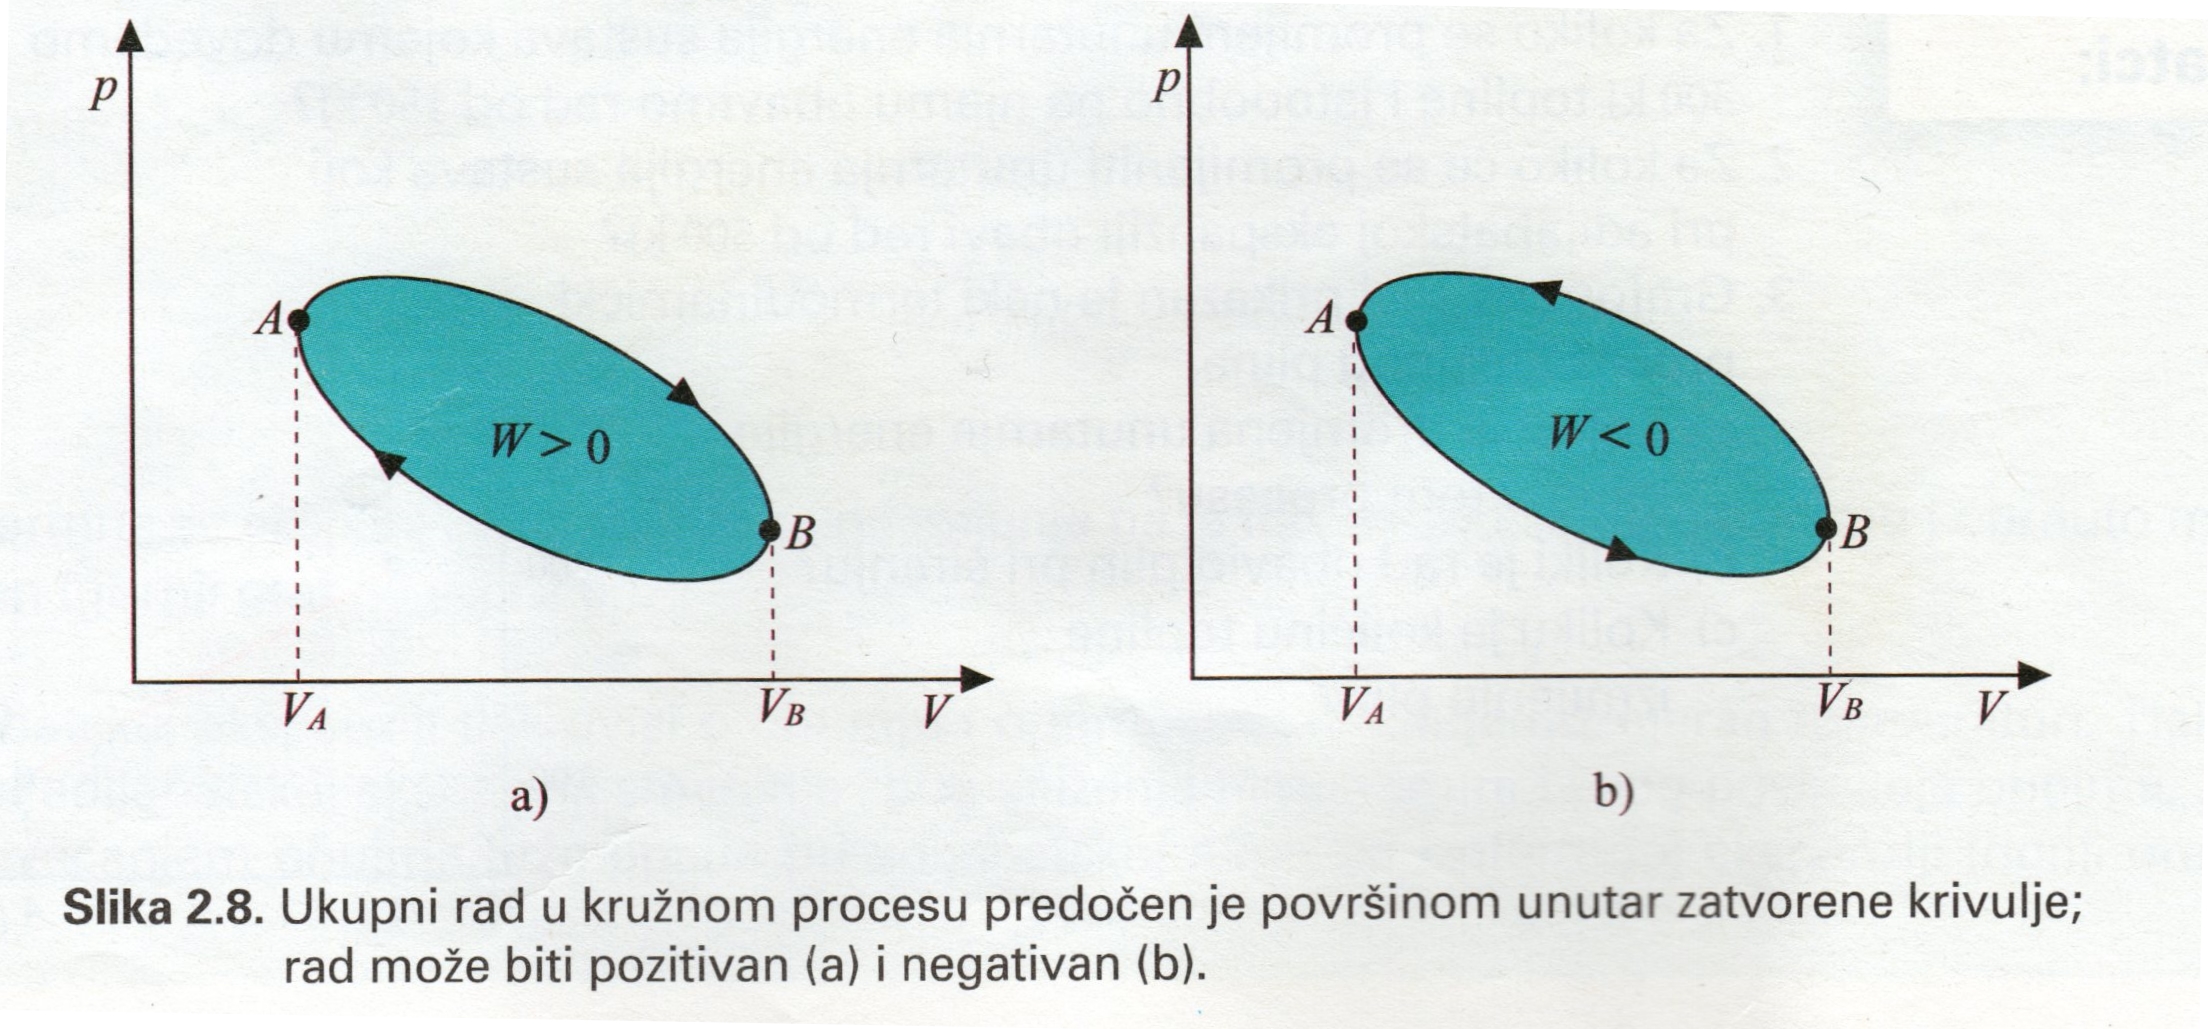 p
A
W > 0
B
V_A
V_B
V
a)
p
A
W < 0
B
V_A
V_B
V
b)
Slika 2.8. Ukupni rad u kružnom procesu predočen je površinom unutar zatvorene krivulje;
rad može biti pozitivan (a) i negativan (b).